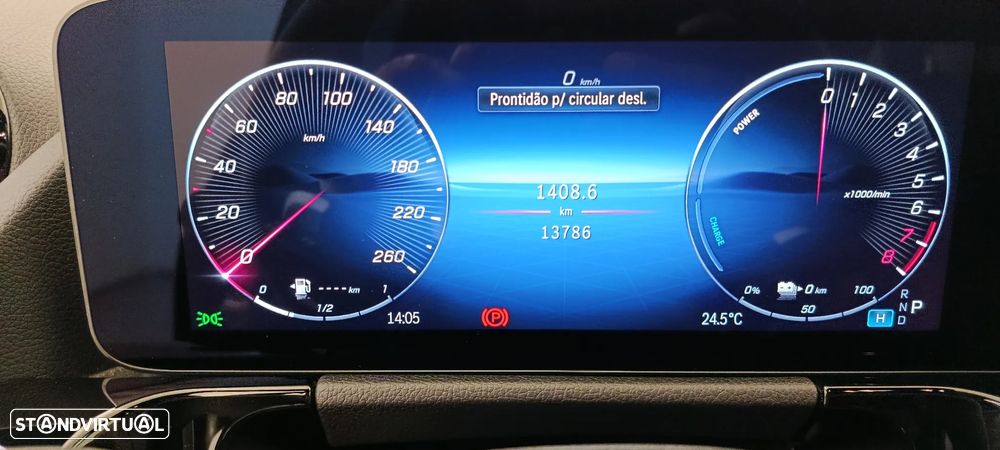 0 km/h
Prontidão p/ circular desl.
0 20 40 60 80 100 140 180 220 260
km/h
1408.6
km
13786
POWER
CHARGE
0 1 2 3 4 5 6 7 8
x1000/min
0 1/2 1
----- km
0% 50 100
0 km
14:05
P
24.5°C
H
R
N
D
P
STANDVIRTUAL